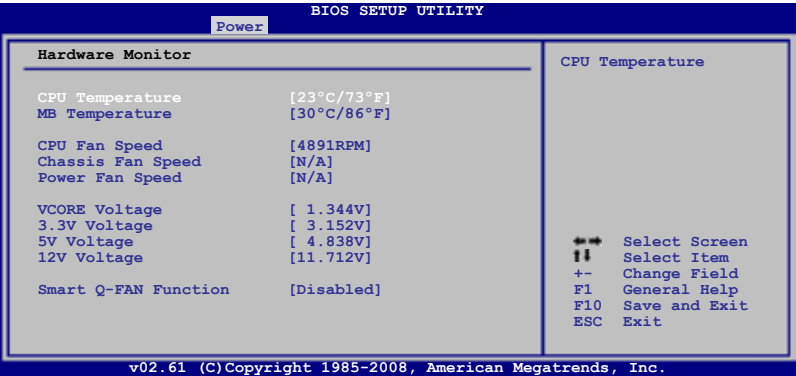 BIOS SETUP UTILITY
Power
Hardware Monitor
CPU Temperature [23°C/73°F]
MB Temperature [30°C/86°F]
CPU Fan Speed [4891RPM]
Chassis Fan Speed [N/A]
Power Fan Speed [N/A]
VCORE Voltage [ 1.344V]
3.3V Voltage [ 3.152V]
5V Voltage [ 4.838V]
12V Voltage [11.712V]
Smart Q-FAN Function [Disabled]
CPU Temperature
←→ Select Screen
↑↓ Select Item
+- Change Field
F1 General Help
F10 Save and Exit
ESC Exit
v02.61 (C)Copyright 1985-2008, American Megatrends, Inc.